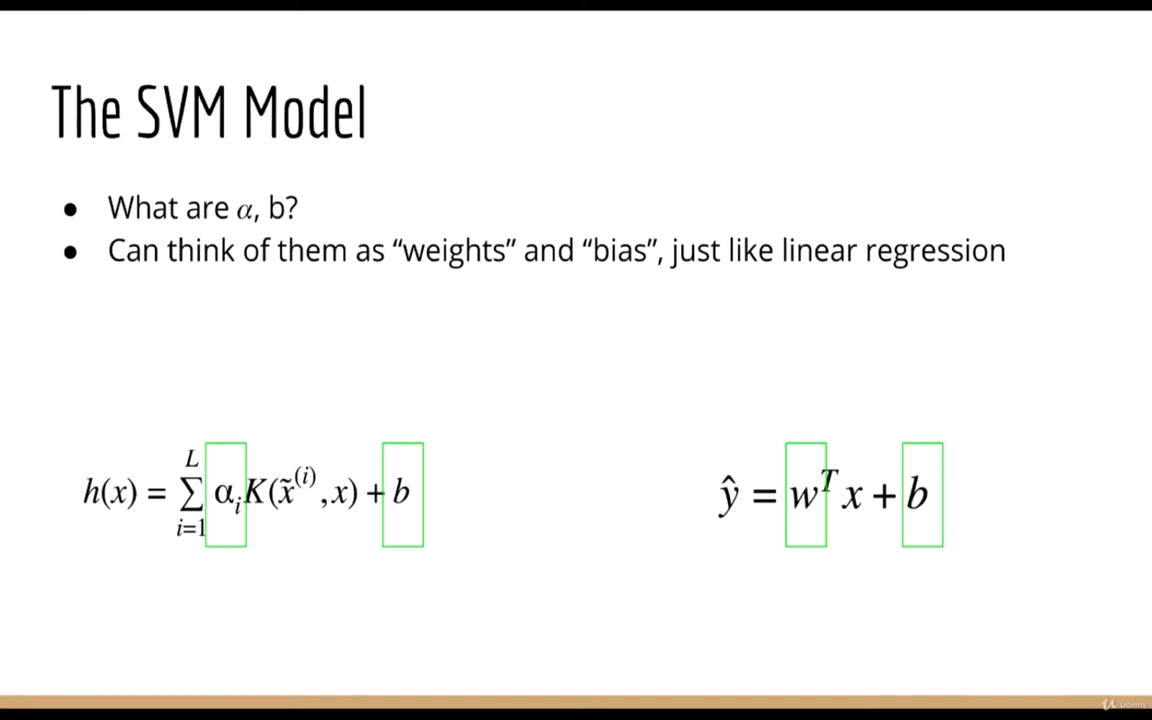 The SVM Model
● What are α, b?
● Can think of them as “weights” and “bias”, just like linear regression
h(x) = ∑_{i=1}^{L} α_i K(x̃^{(i)}, x) + b
ŷ = w^T x + b
Udemy